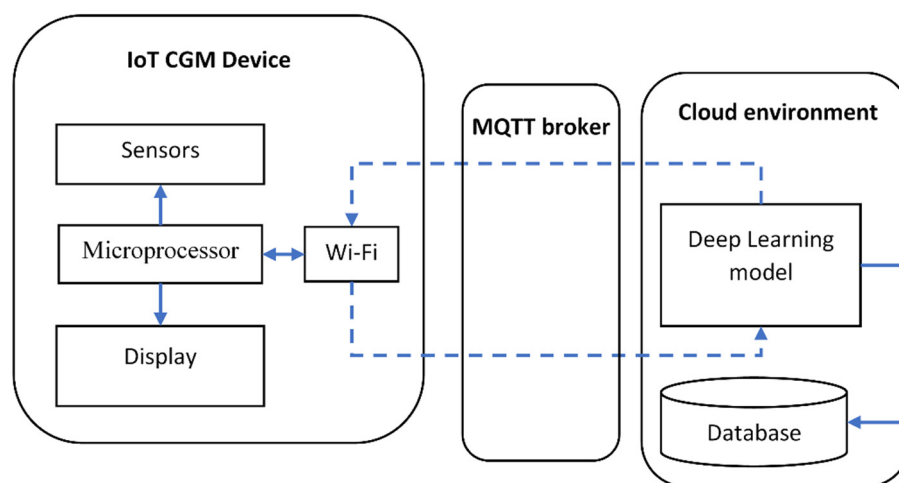 IoT CGM Device
Sensors
Microprocessor
Wi-Fi
Display
MQTT broker
Cloud environment
Deep Learning
model
Database